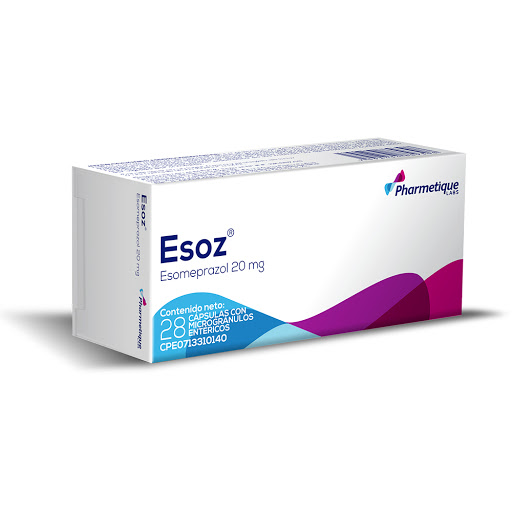 Pharmetique
LABS
Esoz®
Esomeprazol 20 mg
Contenido neto:
28 CÁPSULAS CON
MICROGRÁNULOS
ENTÉRICOS
CPE0713310140
Esoz®
Esomeprazol 20 mg
Pharmetique
LABS